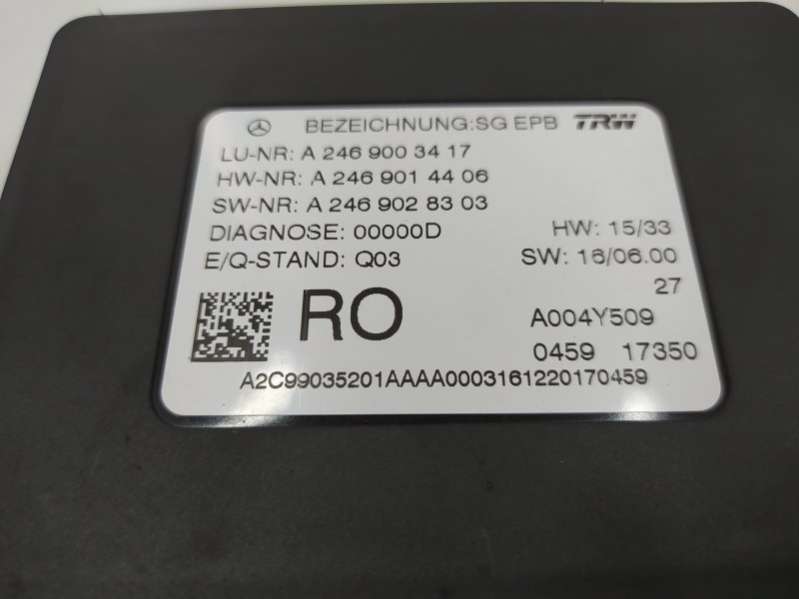 BEZEICHNUNG:SG EPB TRW
LU-NR: A 246 900 34 17
HW-NR: A 246 901 44 06
SW-NR: A 246 902 83 03
DIAGNOSE: 00000D HW: 15/33
E/Q-STAND: Q03 SW: 16/06.00
27
RO A004Y509
0459 17350
A2C99035201AAAA0003161220170459